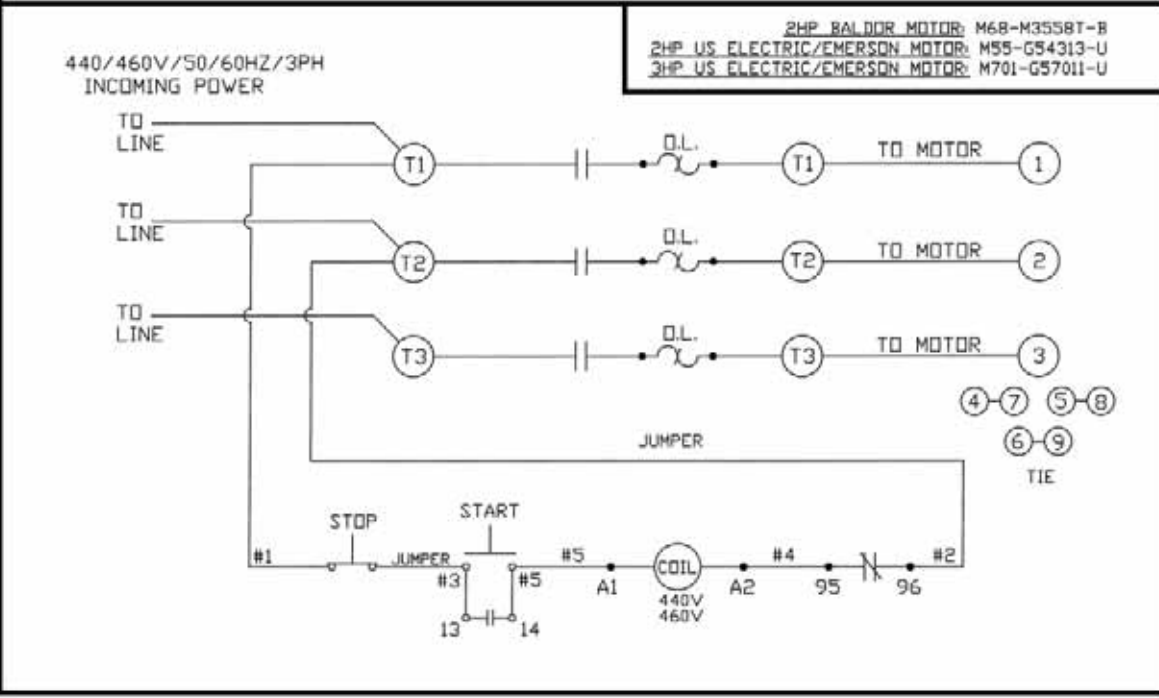 2HP BALDOR MOTOR: M68-M3558T-B
2HP US ELECTRIC/EMERSON MOTOR: M55-G54313-U
3HP US ELECTRIC/EMERSON MOTOR: M701-G57011-U
440/460V/50/60HZ/3PH
INCOMING POWER
TO
LINE
T1
O.L.
T1
TO MOTOR
1
TO
LINE
T2
O.L.
T2
TO MOTOR
2
TO
LINE
T3
O.L.
T3
TO MOTOR
3
4 7 5 8
6 9
TIE
JUMPER
STOP
START
#1
JUMPER
#3
#5
#5
A1
COIL
440V
460V
A2
#4
95
96
#2
13
14